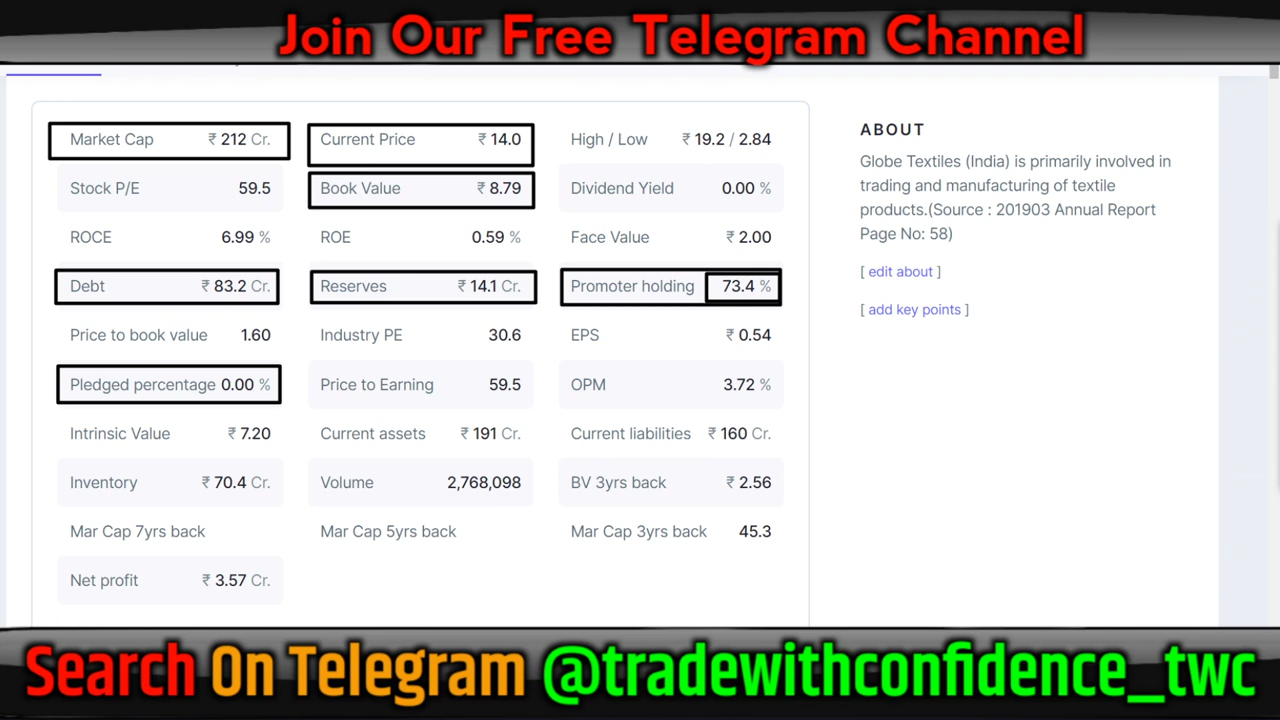 Join Our Free Telegram Channel
Market Cap ₹ 212 Cr. Current Price ₹ 14.0 High / Low ₹ 19.2 / 2.84
Stock P/E 59.5 Book Value ₹ 8.79 Dividend Yield 0.00 %
ROCE 6.99 % ROE 0.59 % Face Value ₹ 2.00
Debt ₹ 83.2 Cr. Reserves ₹ 14.1 Cr. Promoter holding 73.4 %
Price to book value 1.60 Industry PE 30.6 EPS ₹ 0.54
Pledged percentage 0.00 % Price to Earning 59.5 OPM 3.72 %
Intrinsic Value ₹ 7.20 Current assets ₹ 191 Cr. Current liabilities ₹ 160 Cr.
Inventory ₹ 70.4 Cr. Volume 2,768,098 BV 3yrs back ₹ 2.56
Mar Cap 7yrs back Mar Cap 5yrs back Mar Cap 3yrs back 45.3
Net profit ₹ 3.57 Cr.
ABOUT
Globe Textiles (India) is primarily involved in
trading and manufacturing of textile
products.(Source : 201903 Annual Report
Page No: 58)
[ edit about ]
[ add key points ]
Search On Telegram @tradewithconfidence_twc